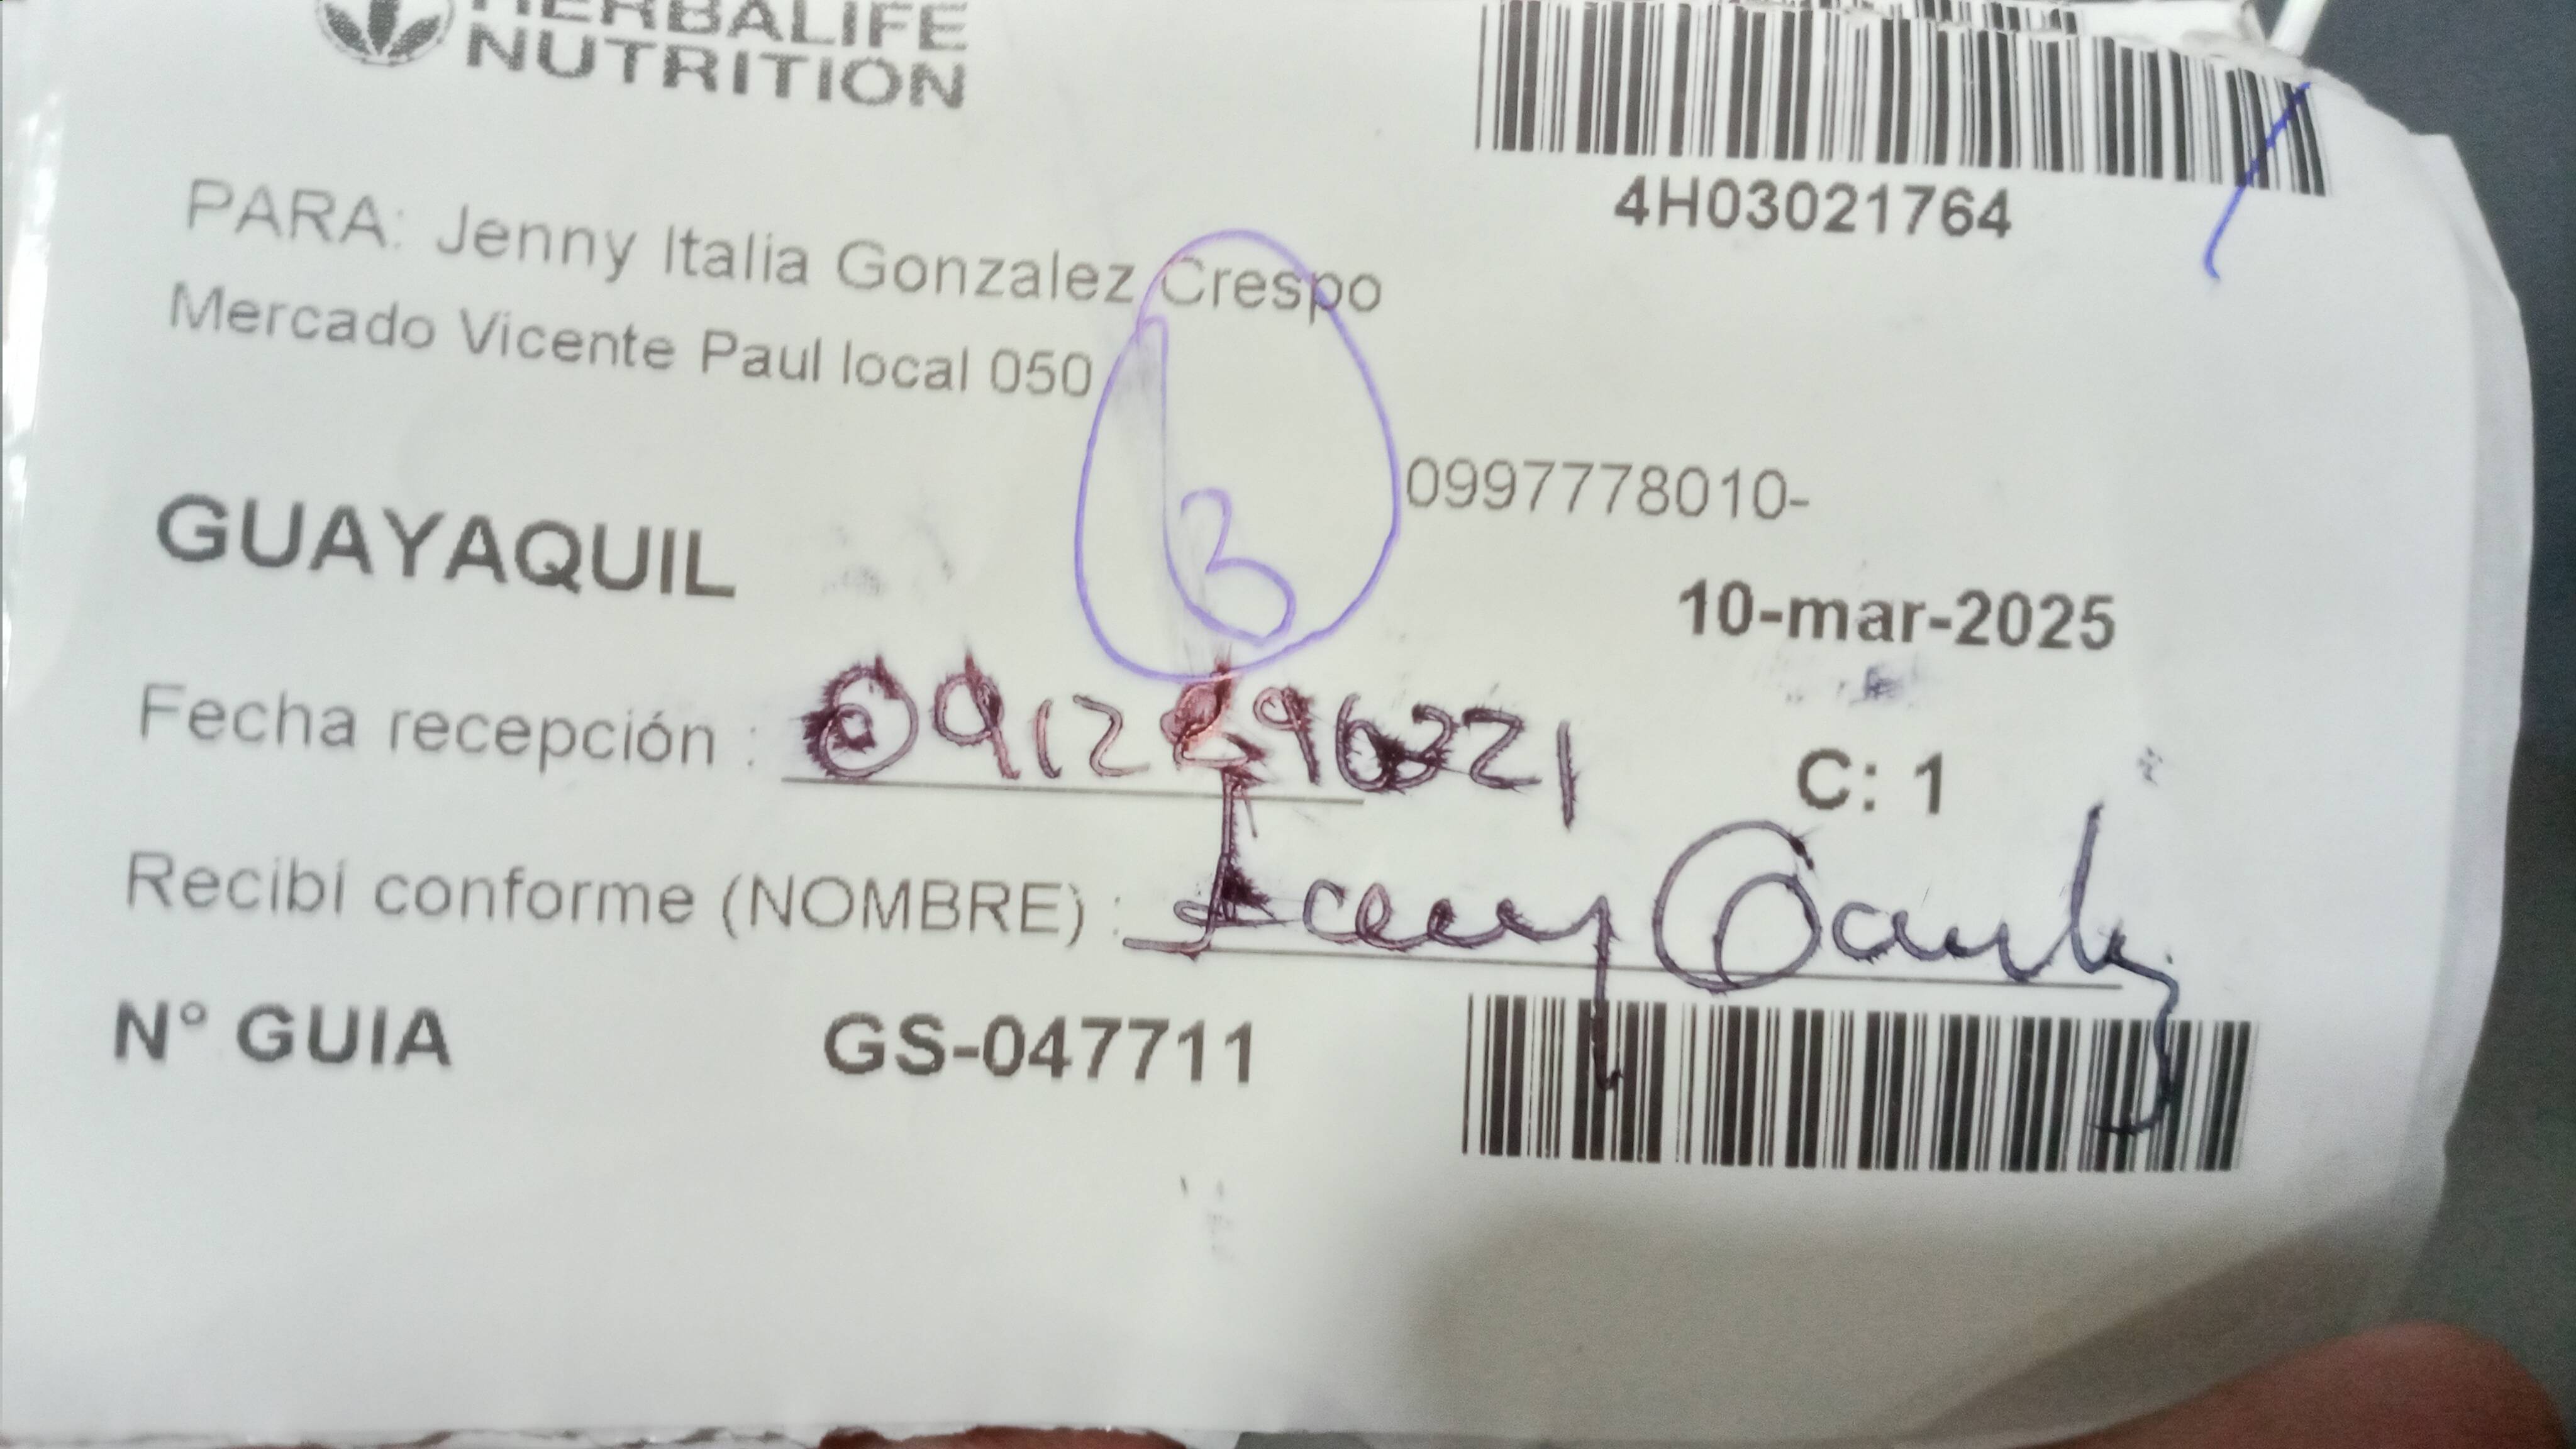 HERBALIFE
NUTRITION
4H03021764
PARA: Jenny Italia Gonzalez Crespo
Mercado Vicente Paul local 050
0997778010-
GUAYAQUIL
10-mar-2025
Fecha recepción :
C: 1
Recibí conforme (NOMBRE) :
N° GUIA GS-047711